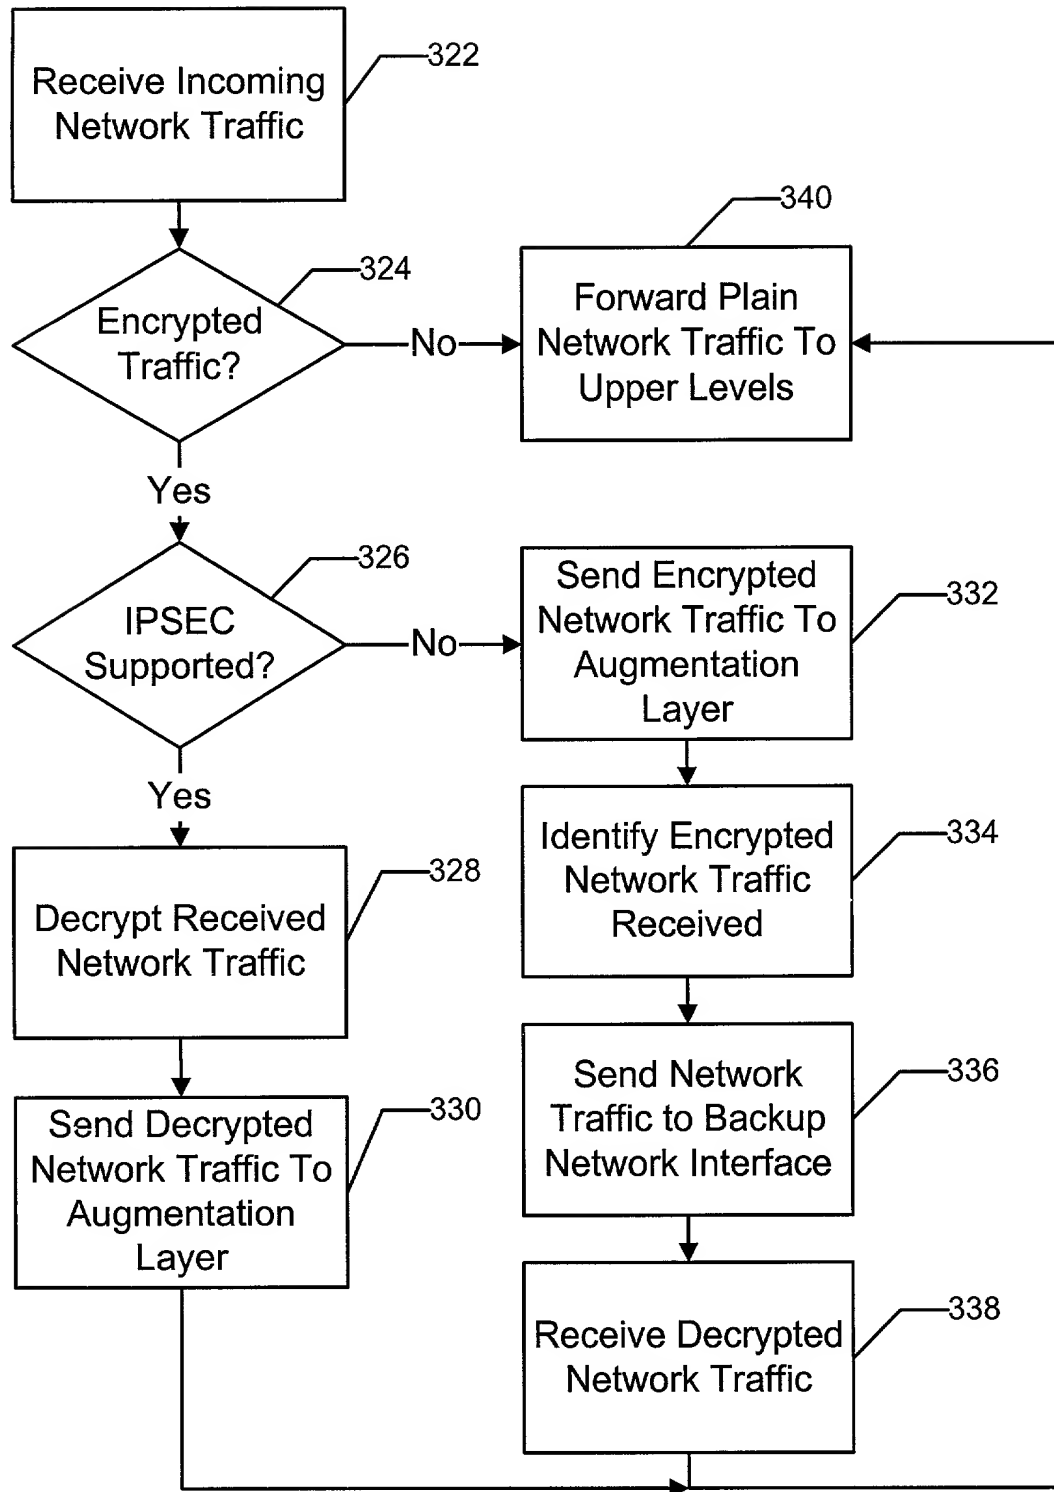 Receive Incoming
Network Traffic
322
Encrypted
Traffic?
324
No
340
Forward Plain
Network Traffic To
Upper Levels
Yes
IPSEC
Supported?
326
No
Send Encrypted
Network Traffic To
Augmentation
Layer
332
Yes
Identify Encrypted
Network Traffic
Received
334
Decrypt Received
Network Traffic
328
Send Network
Traffic to Backup
Network Interface
336
Send Decrypted
Network Traffic To
Augmentation
Layer
330
Receive Decrypted
Network Traffic
338